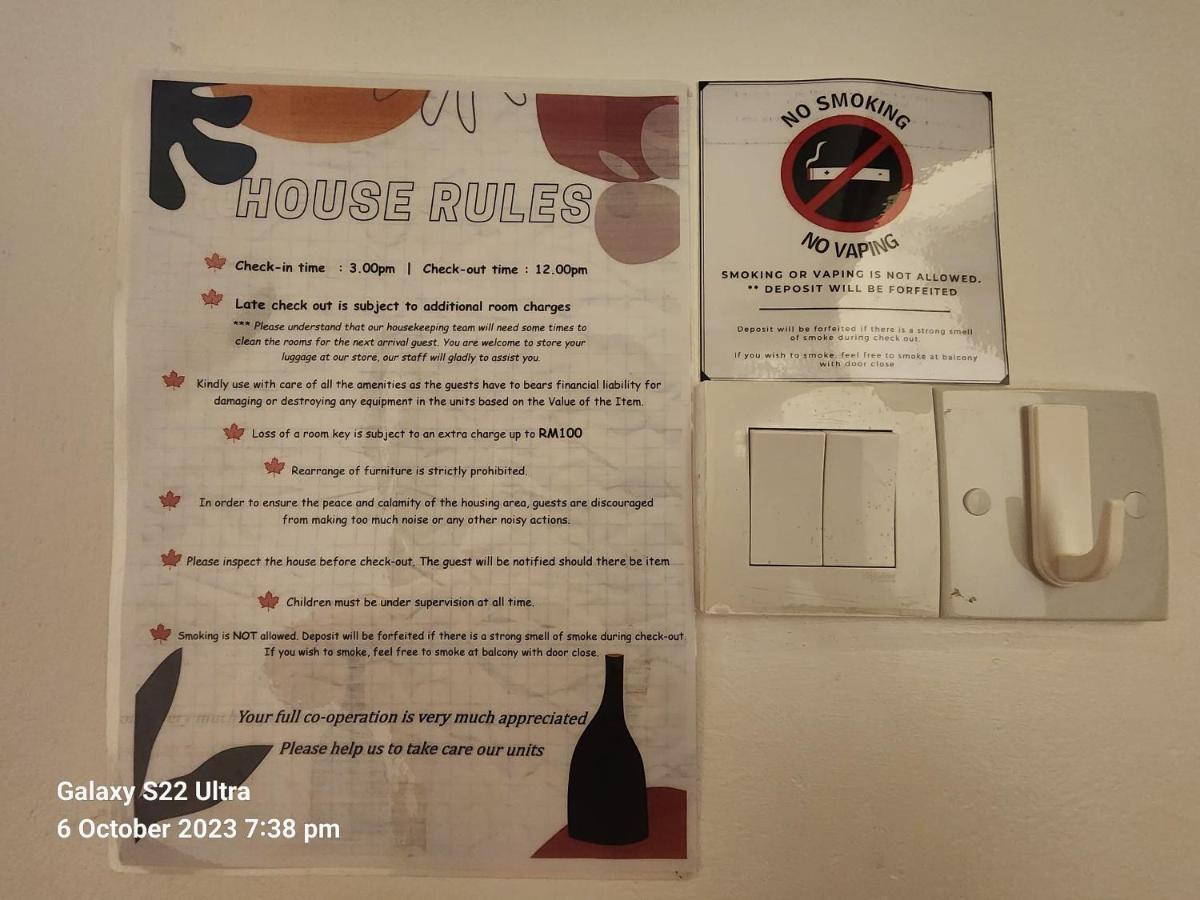 HOUSE RULES
Check-in time : 3.00pm | Check-out time : 12.00pm
Late check out is subject to additional room charges
*** Please understand that our housekeeping team will need some times to
clean the rooms for the next arrival guest. You are welcome to store your
luggage at our store, our staff will gladly to assist you.
Kindly use with care of all the amenities as the guests have to bears financial liability for
damaging or destroying any equipment in the units based on the Value of the Item.
Loss of a room key is subject to an extra charge up to RM100
Rearrange of furniture is strictly prohibited.
In order to ensure the peace and calamity of the housing area, guests are discouraged
from making too much noise or any other noisy actions.
Please inspect the house before check-out. The guest will be notified should there be item
Children must be under supervision at all time.
Smoking is NOT allowed. Deposit will be forfeited if there is a strong smell of smoke during check-out.
If you wish to smoke, feel free to smoke at balcony with door close.
Your full co-operation is very much appreciated
Please help us to take care our units
NO SMOKING
NO VAPING
SMOKING OR VAPING IS NOT ALLOWED.
** DEPOSIT WILL BE FORFEITED
Deposit will be forfeited if there is a strong smell
of smoke during check out.
If you wish to smoke, feel free to smoke at balcony
with door close
Galaxy S22 Ultra
6 October 2023 7:38 pm